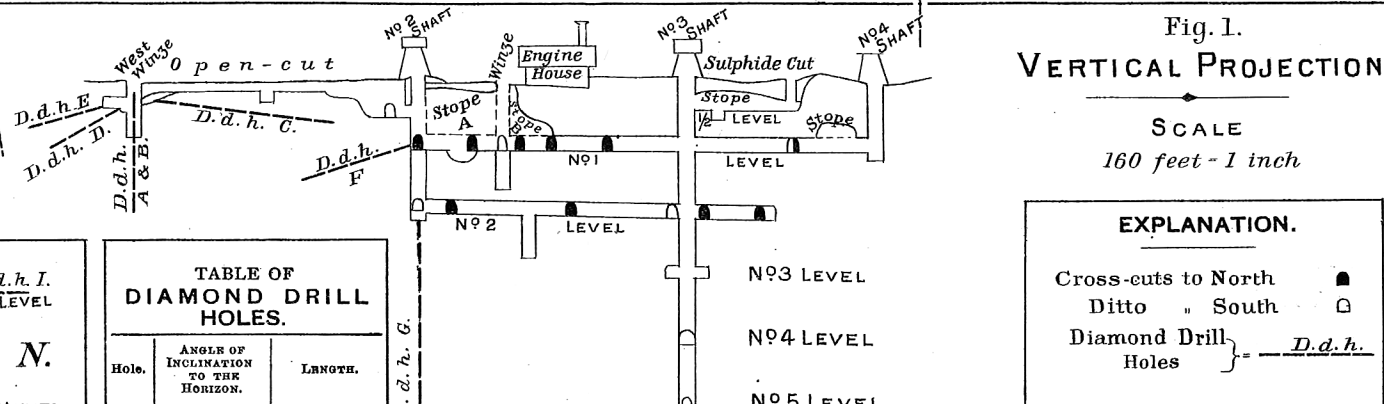 Fig. 1.
VERTICAL PROJECTION
SCALE
160 feet = 1 inch
EXPLANATION.
Cross-cuts to North
Ditto " South
Diamond Drill
Holes } = D.d.h.
West
Winze
Open-cut
Nº 2
SHAFT
Winze
Engine
House
Nº 3
SHAFT
Sulphide Cut
Nº 4
SHAFT
D.d.h E
D.d.h. D.
D.d.h. C.
D.d.h.
A & B.
Stope
A
Stope
B
Stope
1/2 LEVEL
Stope
D.d.h.
F
Nº 1
LEVEL
Nº 2
LEVEL
Nº 3 LEVEL
Nº 4 LEVEL
Nº 5 LEVEL
d.h. I.
LEVEL
N.
TABLE OF
DIAMOND DRILL
HOLES.
Hole.
ANGLE OF
INCLINATION
TO THE
HORIZON.
LENGTH.
. d. h. G.